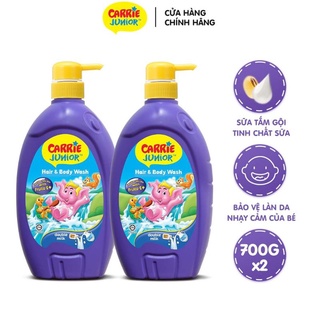 CARRIE
JUNIOR
CỬA HÀNG
CHÍNH HÃNG
CARRIE
JUNIOR
Hair & Body Wash
CARRIE
JUNIOR
Hair & Body Wash
SỮA TẮM GỘI
TINH CHẤT SỮA
BẢO VỆ LÀN DA
NHẠY CẢM CỦA BÉ
700G
x2